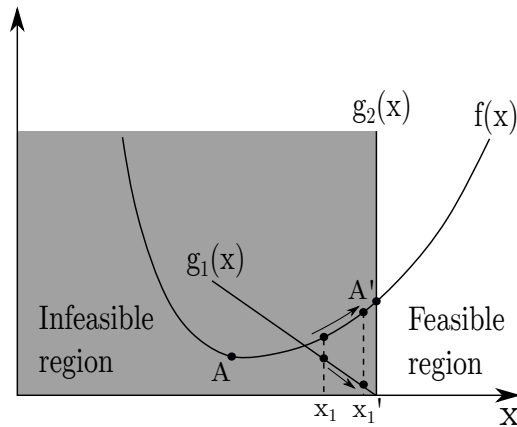 g₂(x)
f(x)
g₁(x)
A'
Infeasible
region
A
Feasible
region
x₁
x₁'
x